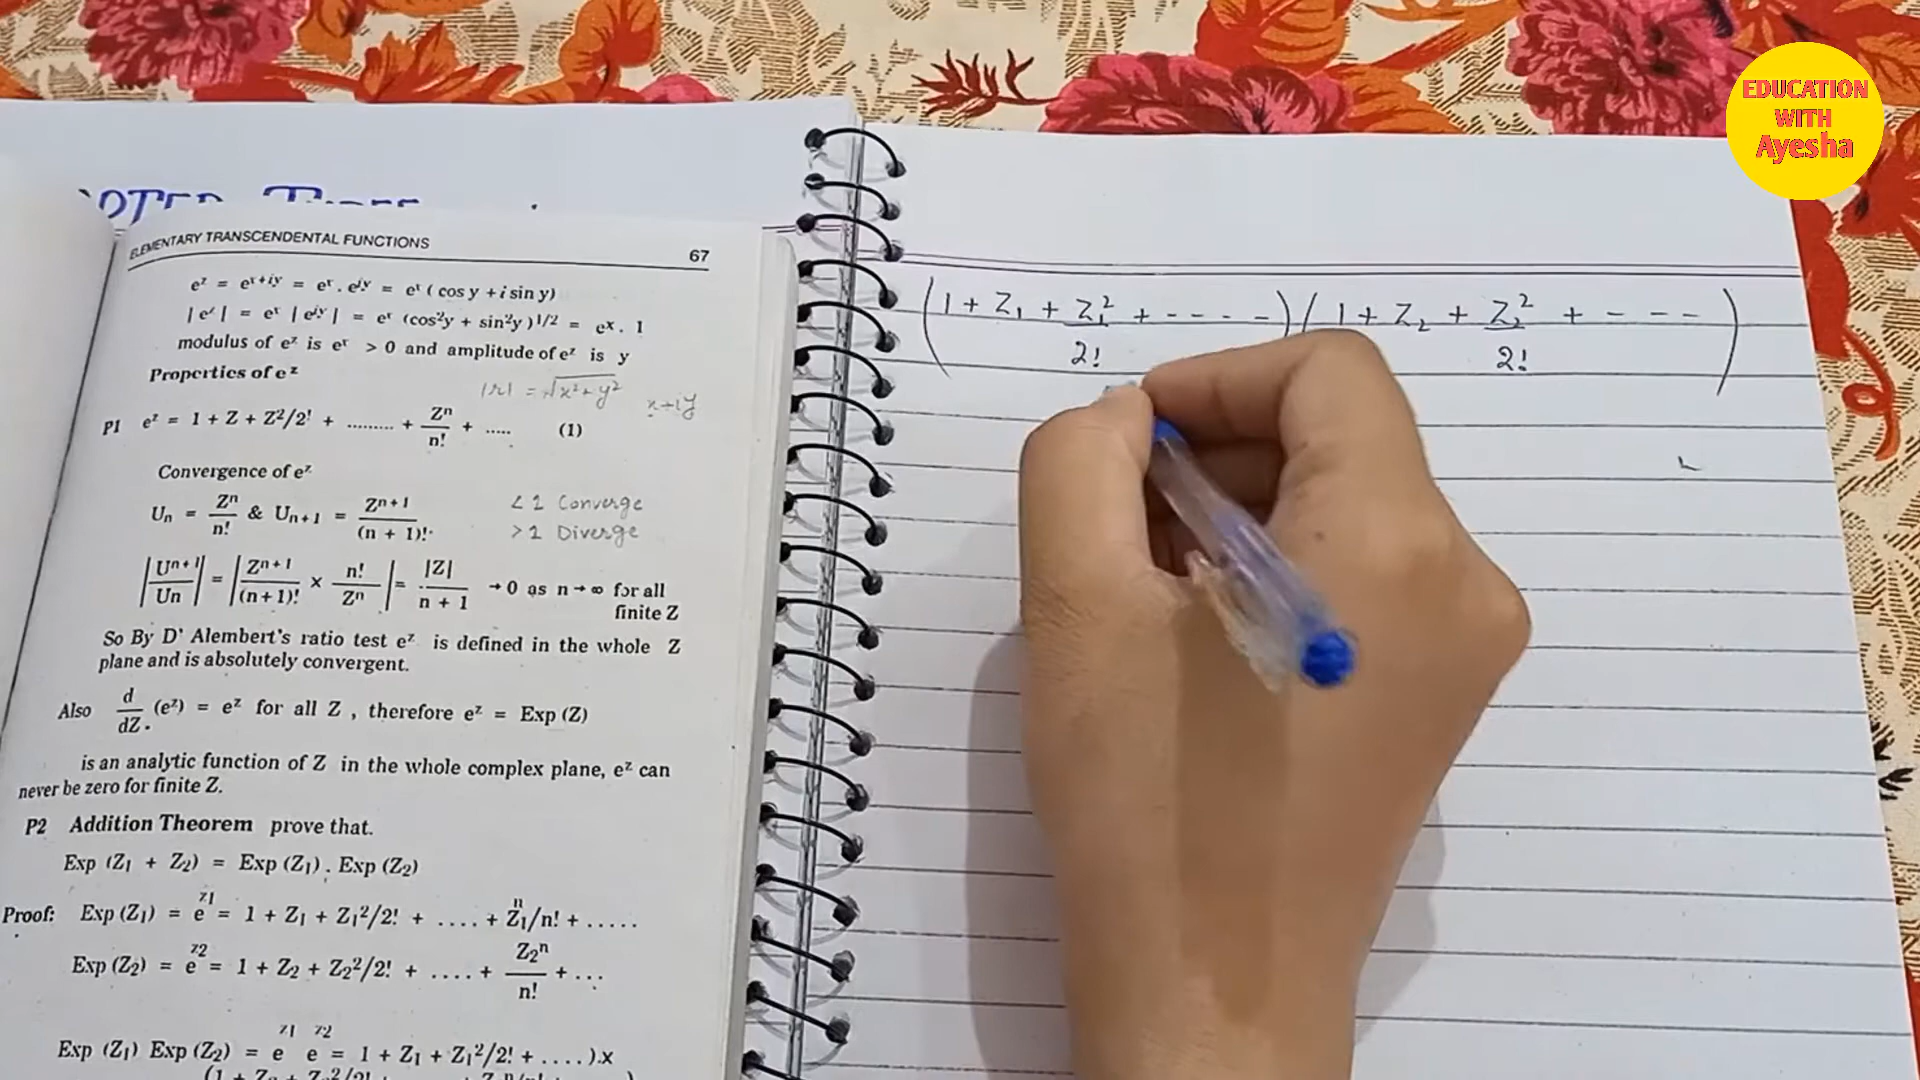 EDUCATION
WITH
Ayesha
ELEMENTARY TRANSCENDENTAL FUNCTIONS 67
e^z = e^{x+iy} = e^x . e^{iy} = e^x ( cos y + i sin y)
| e^z | = e^x | e^{iy} | = e^x (cos²y + sin²y )^{1/2} = e^x . 1
modulus of e^z is e^x > 0 and amplitude of e^z is y
Properties of e^z
|r| = √x²+y² x+iy
P1 e^z = 1 + Z + Z²/2! + ......... + Z^n/n! + ..... (1)
Convergence of e^z
U_n = Z^n/n! & U_{n+1} = Z^{n+1}/(n + 1)!
< 1 Converge
> 1 Diverge
|U^{n+1}/Un| = |Z^{n+1}/(n+1)! × n!/Z^n| = |Z|/n + 1 → 0 as n → ∞ for all
finite Z
So By D' Alembert's ratio test e^z is defined in the whole Z
plane and is absolutely convergent.
Also d/dZ. (e^z) = e^z for all Z , therefore e^z = Exp (Z)
is an analytic function of Z in the whole complex plane, e^z can
never be zero for finite Z.
P2 Addition Theorem prove that.
Exp (Z₁ + Z₂) = Exp (Z₁) . Exp (Z₂)
Proof: Exp (Z₁) = e^{z1} = 1 + Z₁ + Z₁²/2! + .... + Z₁^n/n! + .....
Exp (Z₂) = e^{z2} = 1 + Z₂ + Z₂²/2! + .... + Z₂^n/n! + ...
Exp (Z₁) Exp (Z₂) = e^{z1} e^{z2} = 1 + Z₁ + Z₁²/2! + ....).x
(1 + Z₁ + Z₁²/2! + - - - -) (1 + Z₂ + Z₂²/2! + - - -)